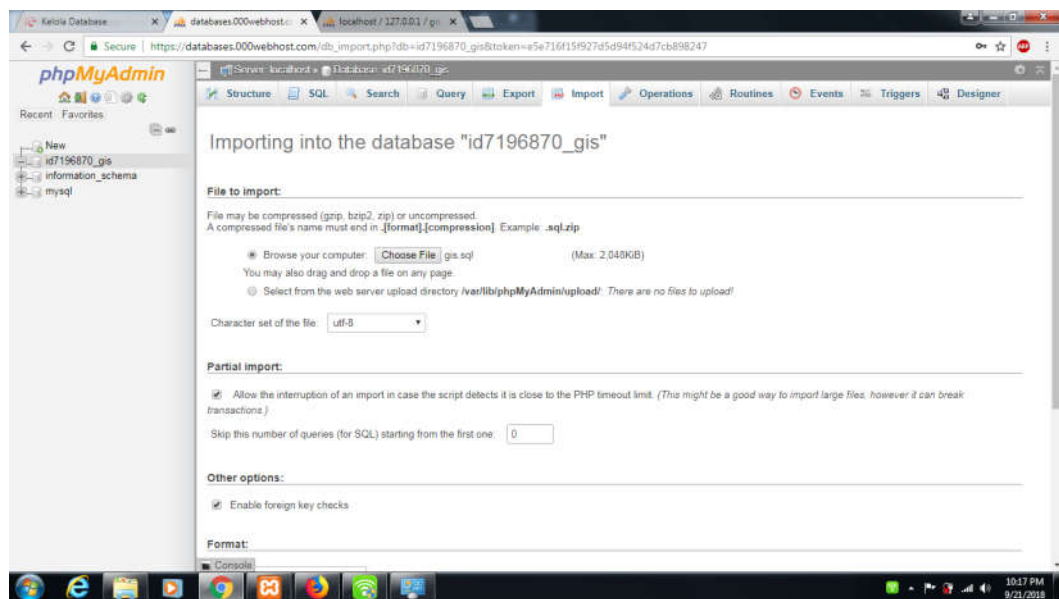 Kelola Database
databases.000webhost.c
localhost / 127.0.0.1 / gi
Secure | https://databases.000webhost.com/db_import.php?db=id7196870_gis&token=e5e716f15f927d5d94f524d7cb898247
phpMyAdmin
Recent Favorites
New
id7196870_gis
information_schema
mysql
Server: localhost » Database: id7196870_gis
Structure SQL Search Query Export Import Operations Routines Events Triggers Designer
Importing into the database "id7196870_gis"
File to import:
File may be compressed (gzip, bzip2, zip) or uncompressed.
A compressed file's name must end in .[format].[compression]. Example: .sql.zip
Browse your computer: Choose File gis.sql (Max: 2,048KiB)
You may also drag and drop a file on any page.
Select from the web server upload directory /var/lib/phpMyAdmin/upload/: There are no files to upload!
Character set of the file: utf-8
Partial import:
Allow the interruption of an import in case the script detects it is close to the PHP timeout limit. (This might be a good way to import large files, however it can break
transactions.)
Skip this number of queries (for SQL) starting from the first one: 0
Other options:
Enable foreign key checks
Format:
Console
10:17 PM
9/21/2018